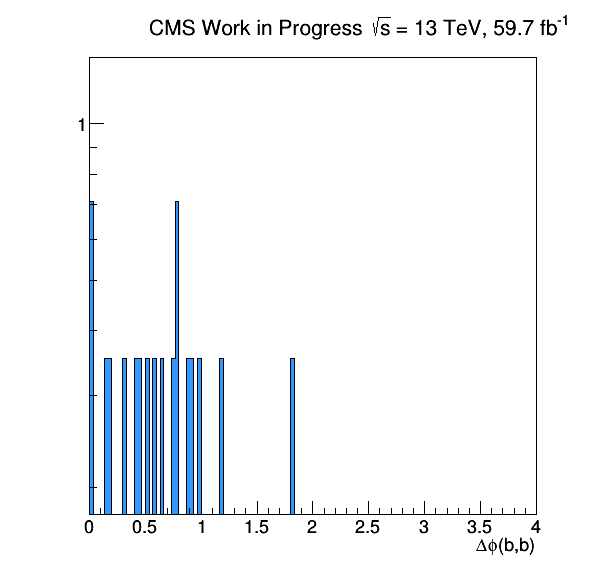 CMS Work in Progress √s = 13 TeV, 59.7 fb⁻¹
1
0 0.5 1 1.5 2 2.5 3 3.5 4
Δϕ(b,b)